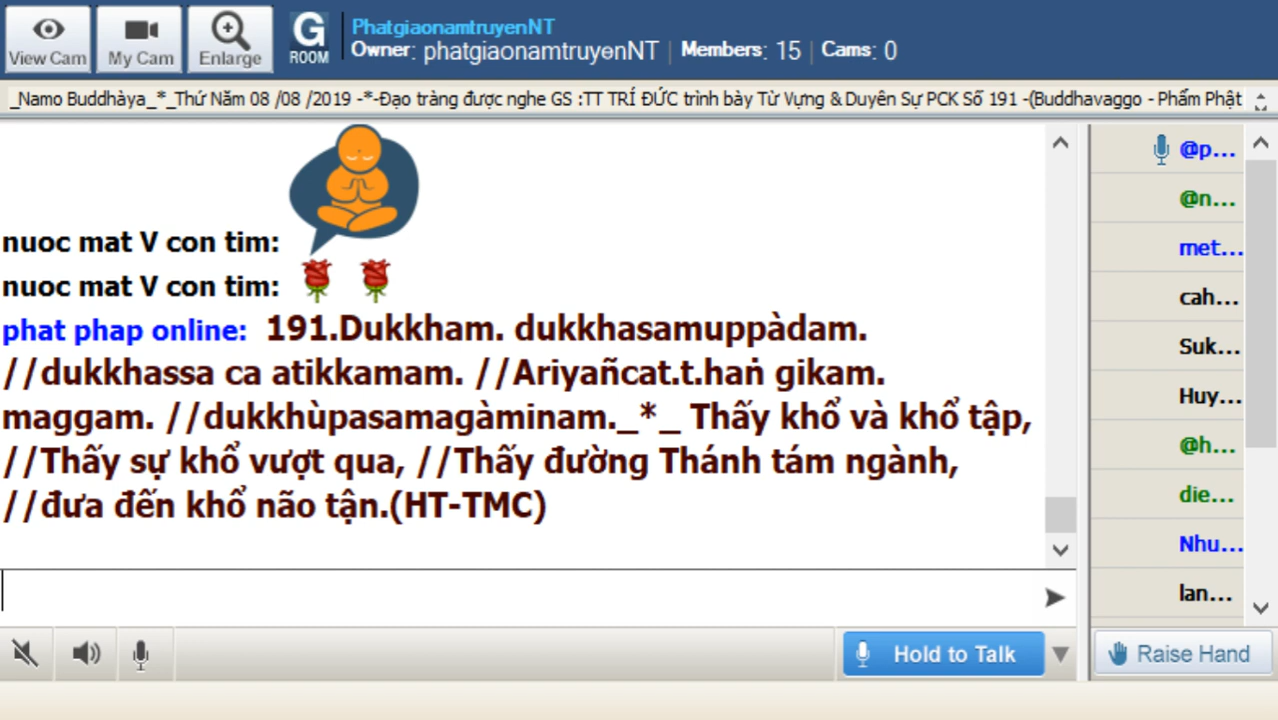 View Cam
My Cam
Enlarge
G
ROOM
PhatgiaonamtruyenNT
Owner: phatgiaonamtruyenNT | Members: 15 | Cams: 0
_Namo Buddhàya_*_Thứ Năm 08 /08 /2019 -*-Đạo tràng được nghe GS :TT TRÍ ĐỨC trình bày Từ Vựng & Duyên Sự PCK Số 191 -(Buddhavaggo - Phẩm Phật
nuoc mat V con tim:
nuoc mat V con tim:
phat phap online: 191.Dukkham. dukkhasamuppàdam.
//dukkhassa ca atikkamam. //Ariyañcat.t.haṅ gikam.
maggam. //dukkhùpasamagàminam._*_ Thấy khổ và khổ tập,
//Thấy sự khổ vượt qua, //Thấy đường Thánh tám ngành,
//đưa đến khổ não tận.(HT-TMC)
@p...
@n...
met...
cah...
Suk...
Huy...
@h...
die...
Nhu...
lan...
Hold to Talk
Raise Hand